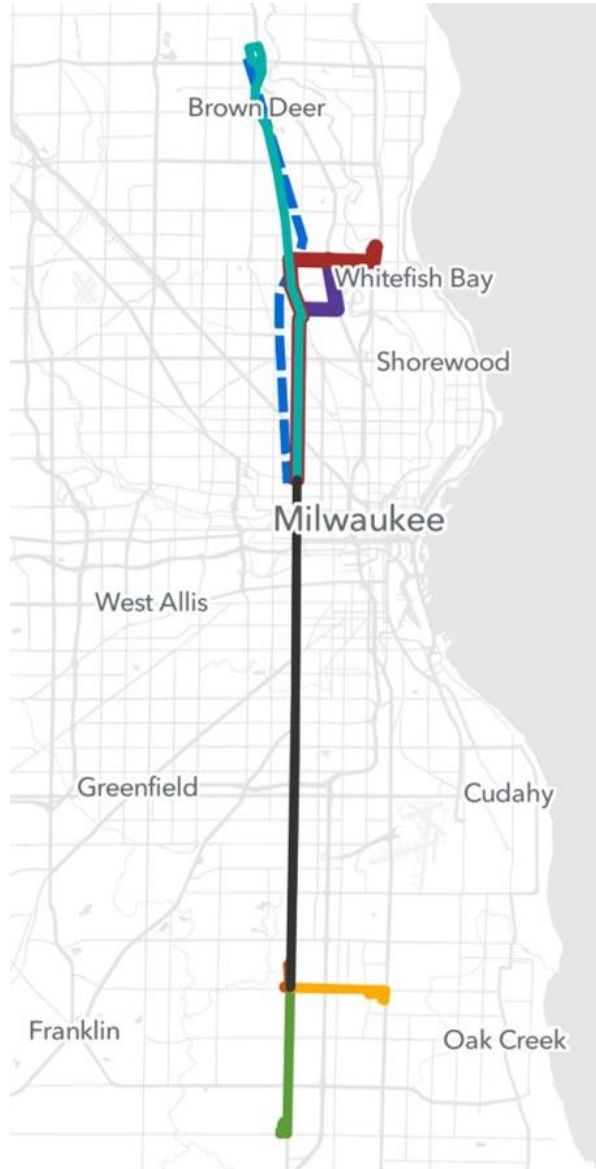 Brown Deer
Whitefish Bay
Shorewood
Milwaukee
West Allis
Greenfield
Cudahy
Franklin
Oak Creek